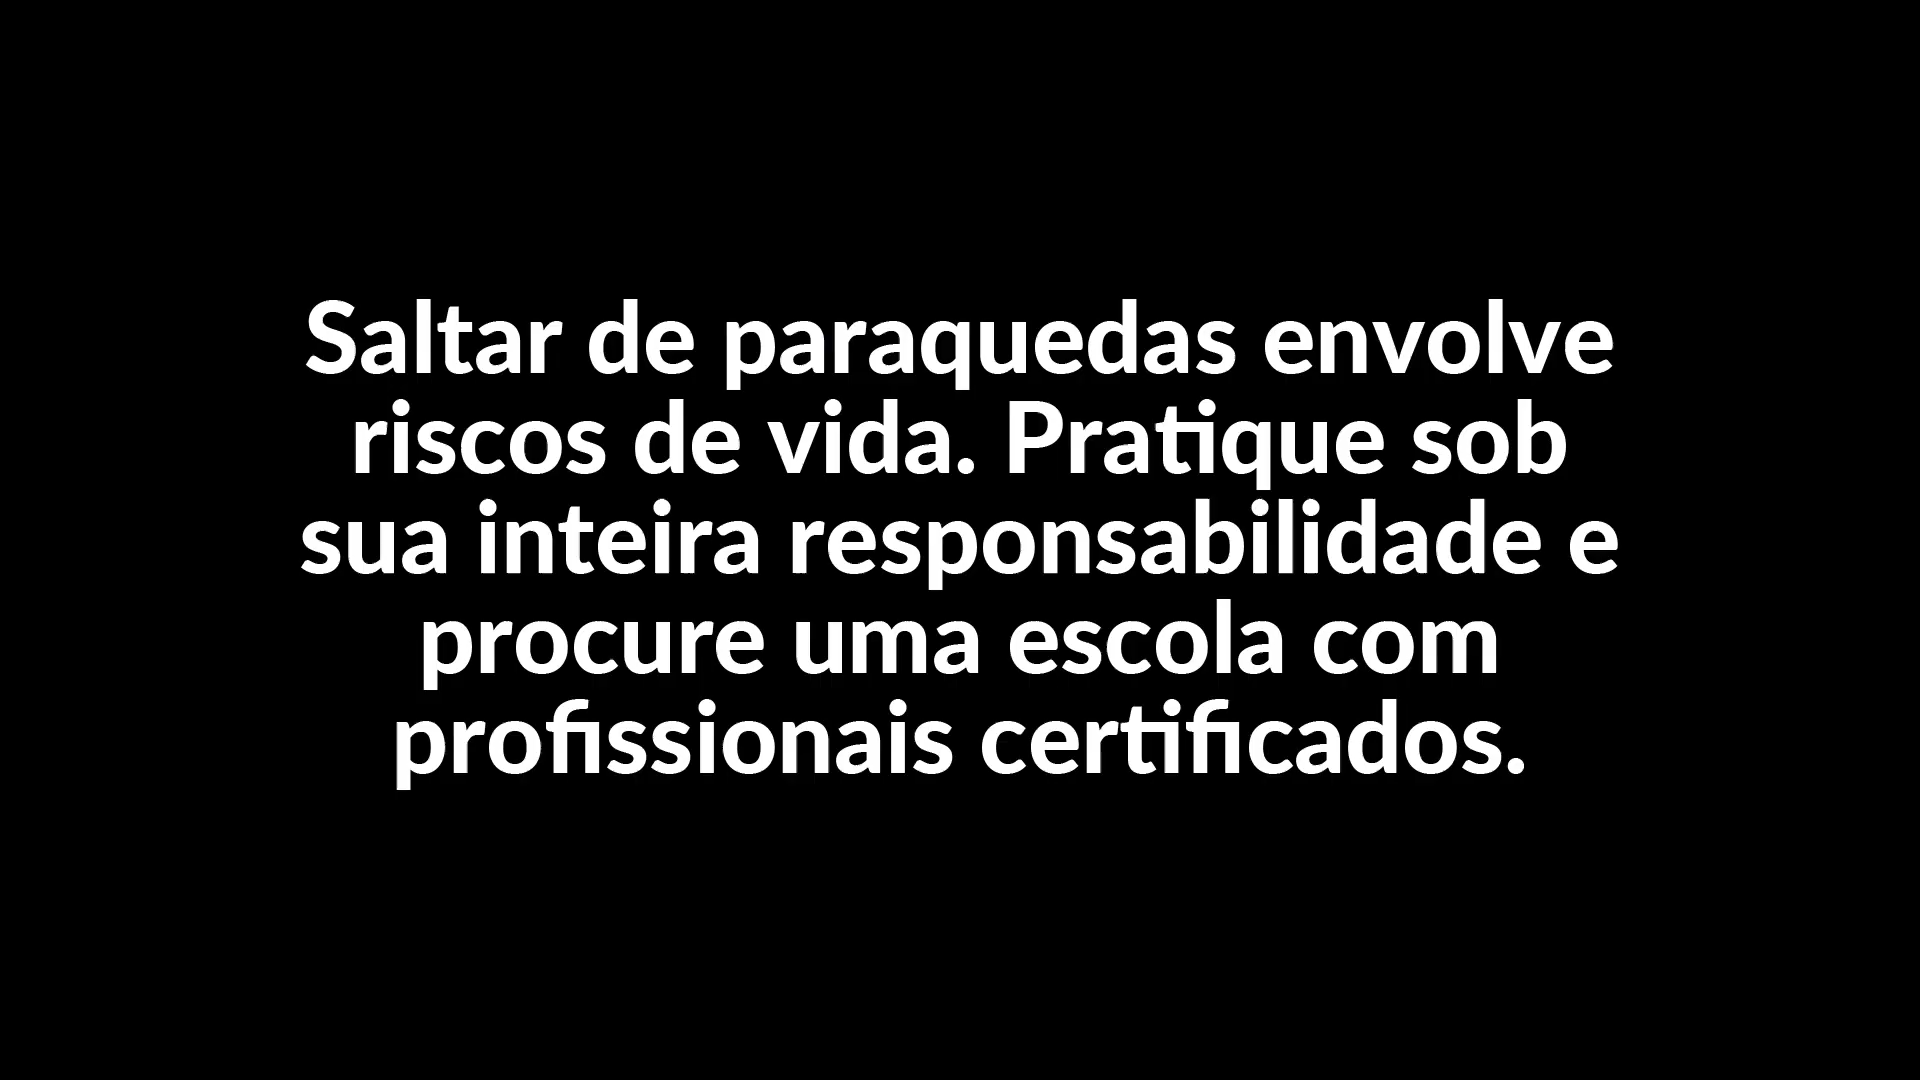 Saltar de paraquedas envolve
riscos de vida. Pratique sob
sua inteira responsabilidade e
procure uma escola com
profissionais certificados.